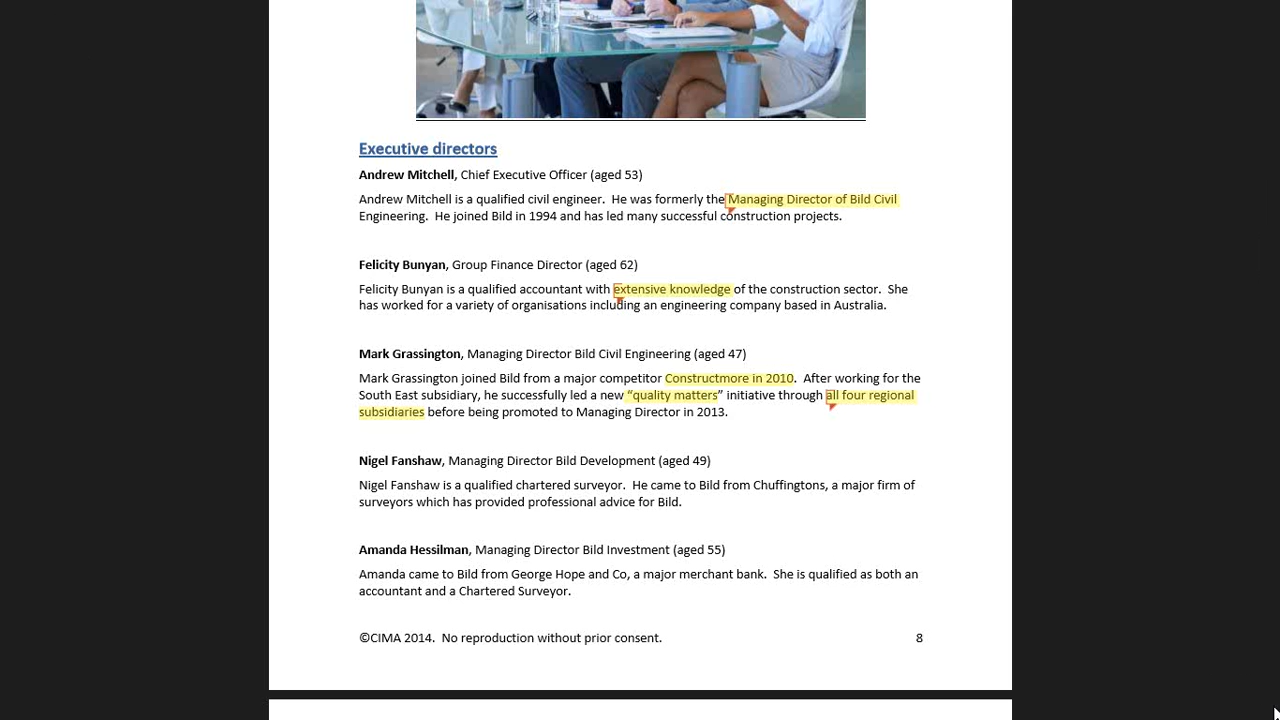 Executive directors
Andrew Mitchell, Chief Executive Officer (aged 53)
Andrew Mitchell is a qualified civil engineer.  He was formerly the Managing Director of Bild Civil
Engineering.  He joined Bild in 1994 and has led many successful construction projects.
Felicity Bunyan, Group Finance Director (aged 62)
Felicity Bunyan is a qualified accountant with extensive knowledge of the construction sector.  She
has worked for a variety of organisations including an engineering company based in Australia.
Mark Grassington, Managing Director Bild Civil Engineering (aged 47)
Mark Grassington joined Bild from a major competitor Constructmore in 2010.  After working for the
South East subsidiary, he successfully led a new “quality matters” initiative through all four regional
subsidiaries before being promoted to Managing Director in 2013.
Nigel Fanshaw, Managing Director Bild Development (aged 49)
Nigel Fanshaw is a qualified chartered surveyor.  He came to Bild from Chuffingtons, a major firm of
surveyors which has provided professional advice for Bild.
Amanda Hessilman, Managing Director Bild Investment (aged 55)
Amanda came to Bild from George Hope and Co, a major merchant bank.  She is qualified as both an
accountant and a Chartered Surveyor.
©CIMA 2014.  No reproduction without prior consent. 8